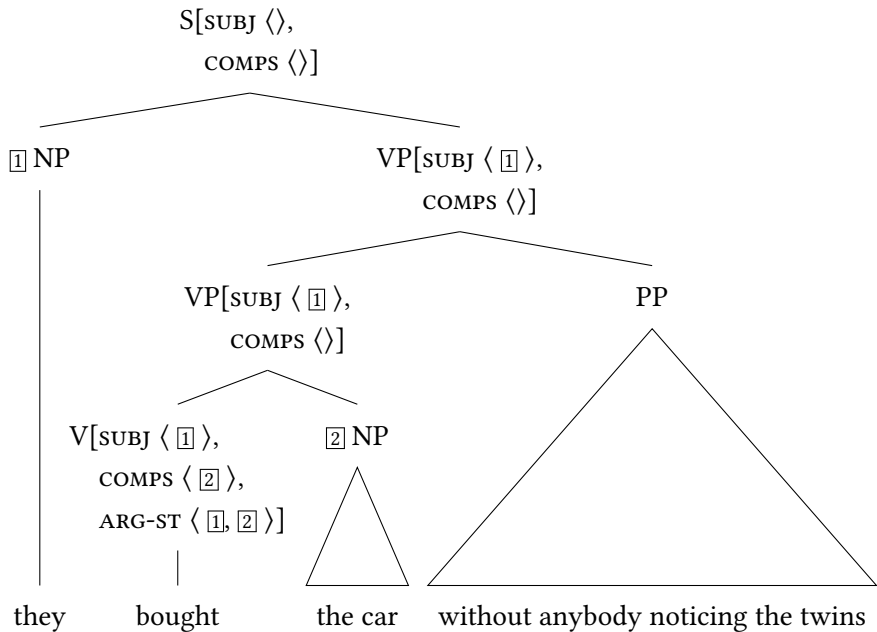 S[SUBJ ⟨⟩,
COMPS ⟨⟩]
1 NP VP[SUBJ ⟨ 1 ⟩,
COMPS ⟨⟩]
VP[SUBJ ⟨ 1 ⟩, PP
COMPS ⟨⟩]
V[SUBJ ⟨ 1 ⟩, 2 NP
COMPS ⟨ 2 ⟩,
ARG-ST ⟨ 1, 2 ⟩]
they bought the car without anybody noticing the twins